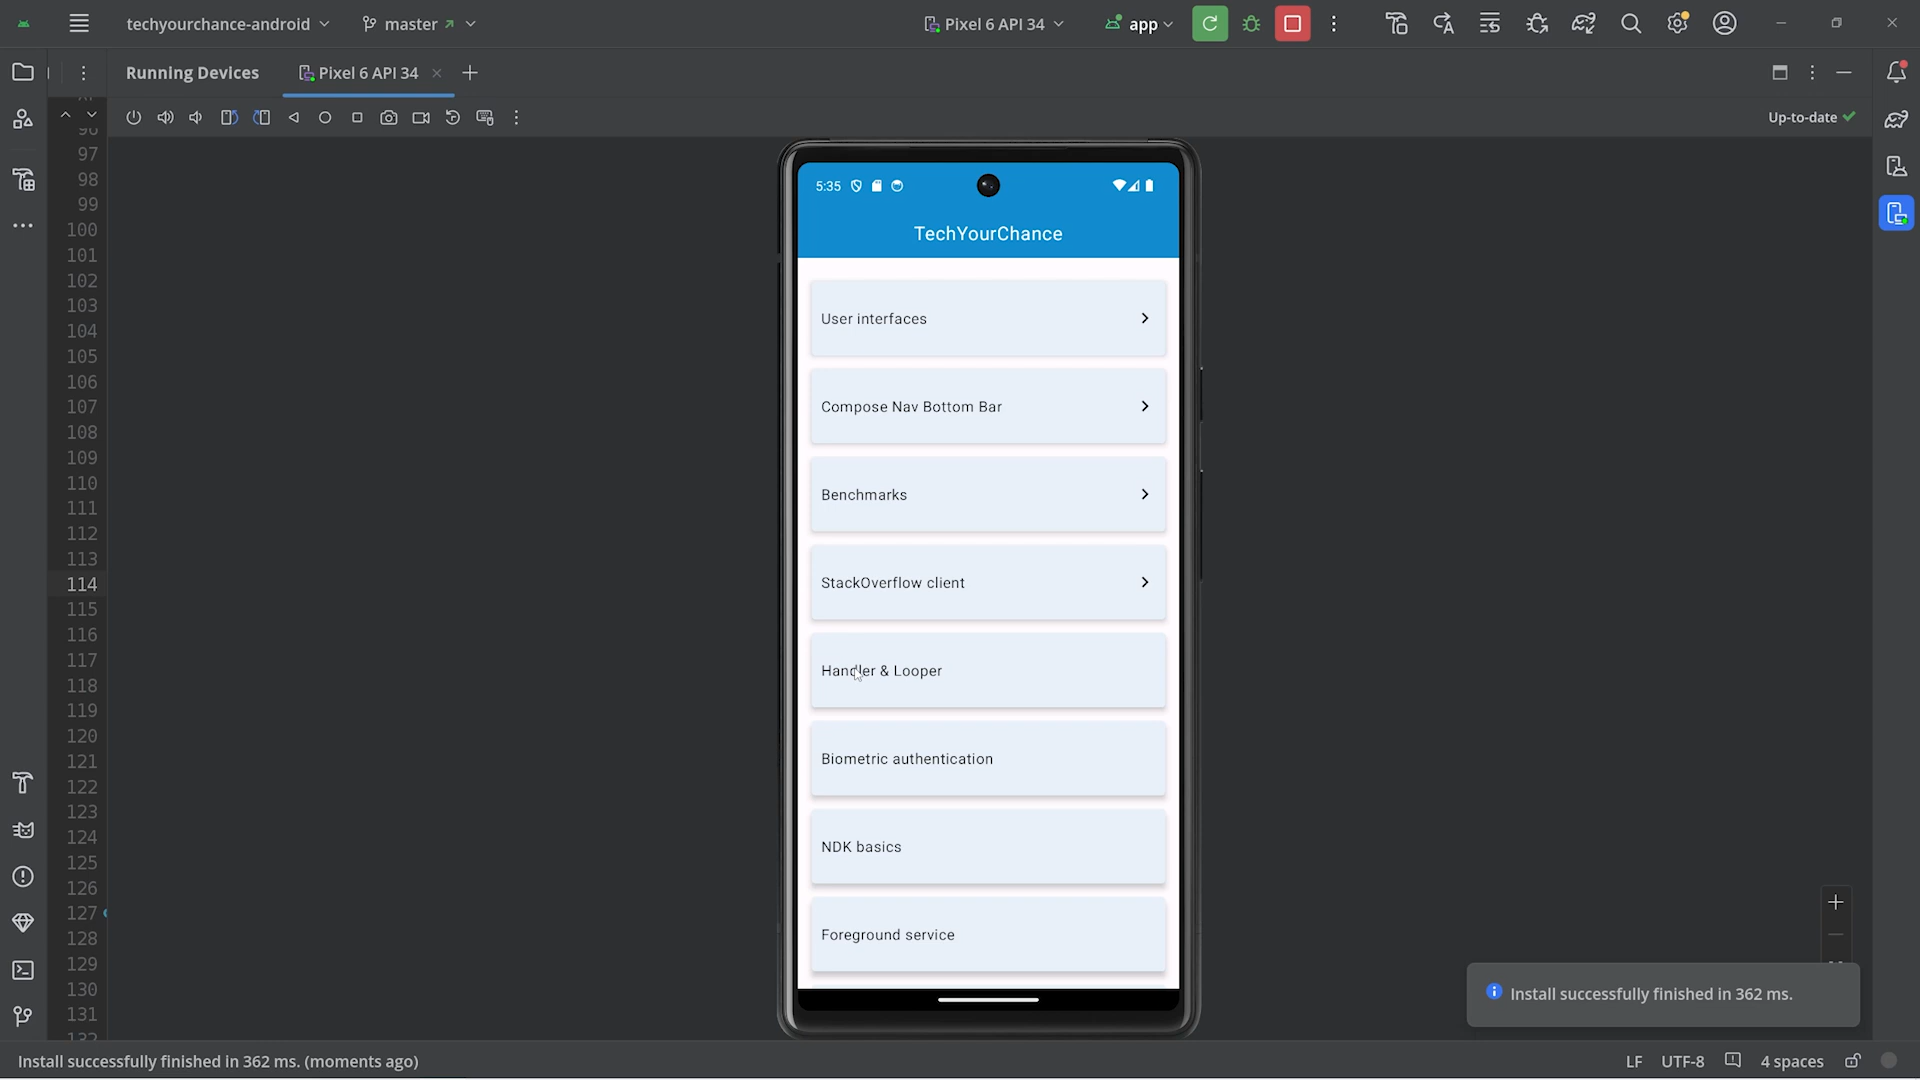 techyourchance-android
master
Pixel 6 API 34
app
Running Devices
Pixel 6 API 34
Up-to-date
96
97
98
99
100
101
102
103
104
105
106
107
108
109
110
111
112
113
114
115
116
117
118
119
120
121
122
123
124
125
126
127
128
129
130
131
132
5:35
TechYourChance
User interfaces
Compose Nav Bottom Bar
Benchmarks
StackOverflow client
Handler & Looper
Biometric authentication
NDK basics
Foreground service
Install successfully finished in 362 ms.
Install successfully finished in 362 ms. (moments ago)
LF
UTF-8
4 spaces